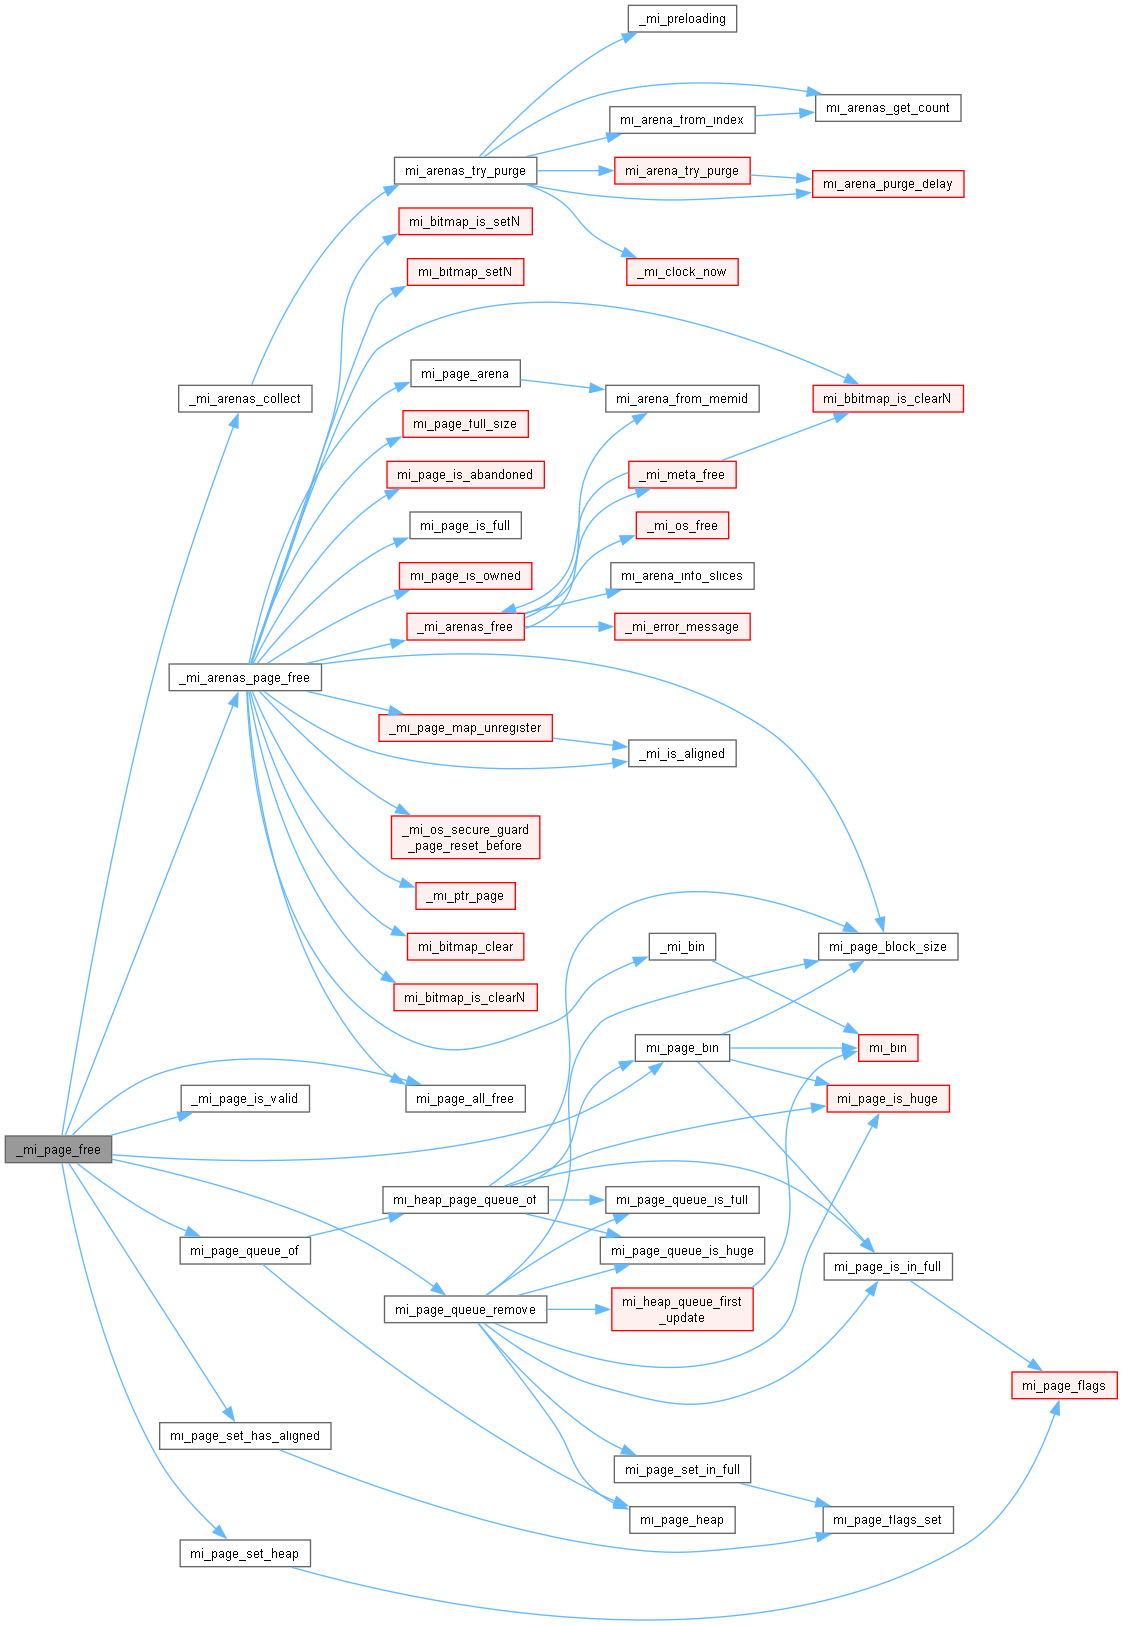 _mi_preloading
mi_arenas_get_count
mi_arena_from_index
mi_arenas_try_purge
mi_arena_try_purge
mi_arena_purge_delay
mi_bitmap_is_setN
mi_bitmap_setN
_mi_clock_now
mi_page_arena
_mi_arenas_collect
mi_arena_from_memid
mi_bbitmap_is_clearN
mi_page_full_size
mi_page_is_abandoned
_mi_meta_free
mi_page_is_full
_mi_os_free
mi_page_is_owned
mi_arena_into_slices
_mi_arenas_free
_mi_error_message
_mi_arenas_page_free
_mi_page_map_unregister
_mi_is_aligned
_mi_os_secure_guard
_page_reset_before
_mi_ptr_page
mi_bitmap_clear
_mi_bin
mi_page_block_size
mi_bitmap_is_clearN
mi_page_bin
mi_bin
_mi_page_is_valid
mi_page_all_free
mi_page_is_huge
_mi_page_free
mi_heap_page_queue_of
mi_page_queue_is_full
mi_page_queue_of
mi_page_queue_is_huge
mi_page_is_in_full
mi_page_queue_remove
mi_heap_queue_first
_update
mi_page_flags
mi_page_set_has_aligned
mi_page_set_in_full
mi_page_heap
mi_page_flags_set
mi_page_set_heap